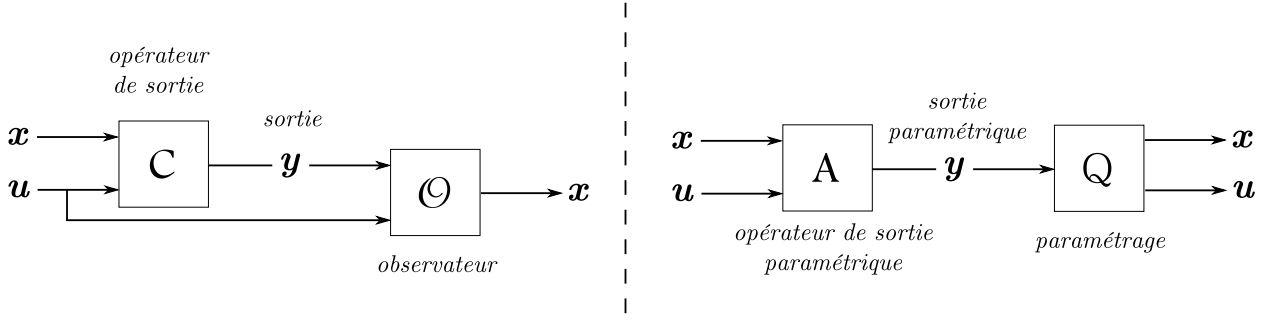 opérateur
de sortie
x
u
C
sortie
y
𝒪
observateur
x
x
u
A
opérateur de sortie
paramétrique
sortie
paramétrique
y
Q
paramétrage
x
u